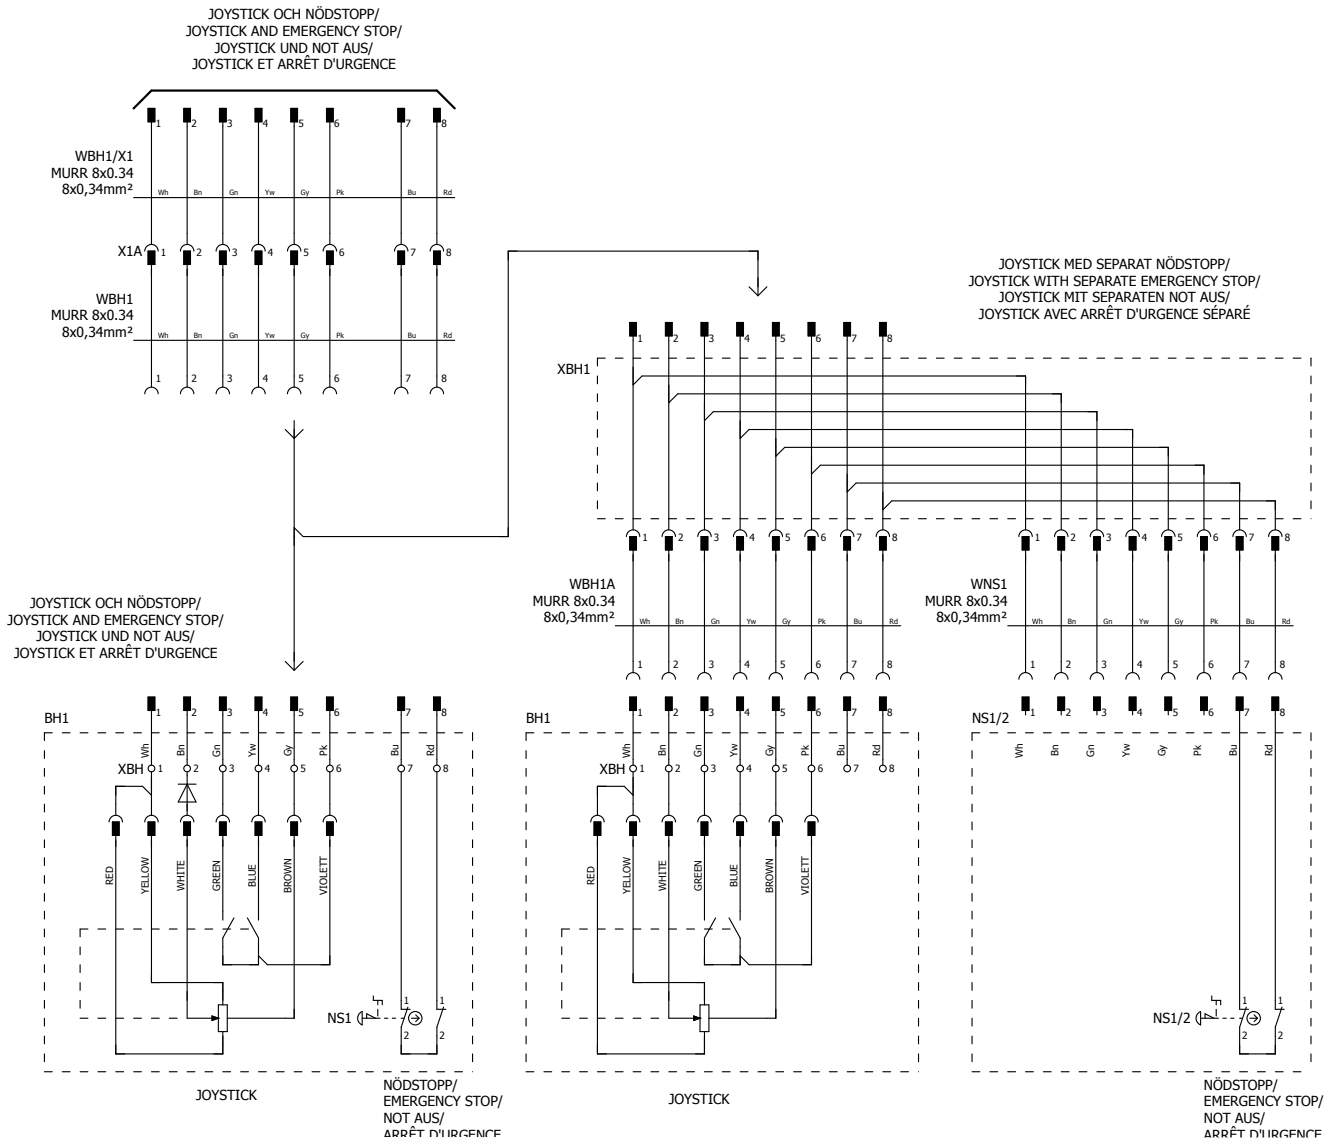 JOYSTICK OCH NÖDSTOPP/
JOYSTICK AND EMERGENCY STOP/
JOYSTICK UND NOT AUS/
JOYSTICK ET ARRÊT D'URGENCE
1 2 3 4 5 6 7 8
WBH1/X1
MURR 8x0.34
8x0,34mm²
Wh Bn Gn Yw Gy Pk Bu Rd
X1A 1 2 3 4 5 6 7 8
WBH1
MURR 8x0.34
8x0,34mm²
Wh Bn Gn Yw Gy Pk Bu Rd
1 2 3 4 5 6 7 8
JOYSTICK MED SEPARAT NÖDSTOPP/
JOYSTICK WITH SEPARATE EMERGENCY STOP/
JOYSTICK MIT SEPARATEN NOT AUS/
JOYSTICK AVEC ARRÊT D'URGENCE SÉPARÉ
1 2 3 4 5 6 7 8
XBH1
1 2 3 4 5 6 7 8
1 2 3 4 5 6 7 8
WBH1A
MURR 8x0.34
8x0,34mm²
Wh Bn Gn Yw Gy Pk Bu Rd
1 2 3 4 5 6 7 8
WNS1
MURR 8x0.34
8x0,34mm²
Wh Bn Gn Yw Gy Pk Bu Rd
1 2 3 4 5 6 7 8
JOYSTICK OCH NÖDSTOPP/
JOYSTICK AND EMERGENCY STOP/
JOYSTICK UND NOT AUS/
JOYSTICK ET ARRÊT D'URGENCE
1 2 3 4 5 6 7 8
BH1
Wh Bn Gn Yw Gy Pk Bu Rd
XBH 1 2 3 4 5 6 7 8
RED YELLOW WHITE GREEN BLUE BROWN VIOLETT
NS1
1 1
2 2
JOYSTICK
NÖDSTOPP/
EMERGENCY STOP/
NOT AUS/
ARRÊT D'URGENCE
1 2 3 4 5 6 7 8
BH1
Wh Bn Gn Yw Gy Pk Bu Rd
XBH 1 2 3 4 5 6 7 8
RED YELLOW WHITE GREEN BLUE BROWN VIOLETT
JOYSTICK
1 2 3 4 5 6 7 8
NS1/2
Wh Bn Gn Yw Gy Pk Bu Rd
NS1/2
1 1
2 2
NÖDSTOPP/
EMERGENCY STOP/
NOT AUS/
ARRÊT D'URGENCE